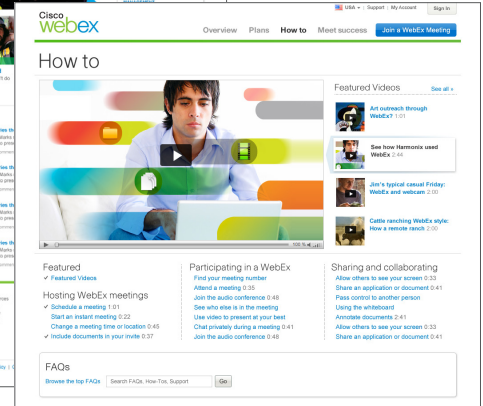 USA Support My Account Sign In
Cisco
webex
Overview Plans How to Meet success Join a WebEx Meeting
How to
Featured Videos See all »
Art outreach through
WebEx? 1:01
See how Harmonix used
WebEx 2:44
Jim's typical casual Friday:
WebEx and webcam 2:00
Cattle ranching WebEx style:
How a remote ranch 2:00
Featured
Featured Videos
Hosting WebEx meetings
Schedule a meeting 1:01
Start an instant meeting 0:22
Change a meeting time or location 0:45
Include documents in your invite 0:37
Participating in a WebEx
Find your meeting number
Attend a meeting 0:35
Join the audio conference 0:48
See who else is in the meeting
Use video to present at your best
Chat privately during a meeting 0:41
Join the audio conference 0:48
Sharing and collaborating
Allow others to see your screen 0:33
Share an application or document 0:41
Pass control to another person
Using the whiteboard
Annotate documents 2:41
Allow others to see your screen 0:33
Share an application or document 0:41
FAQs
Browse the top FAQs Search FAQs, How-Tos, Support Go